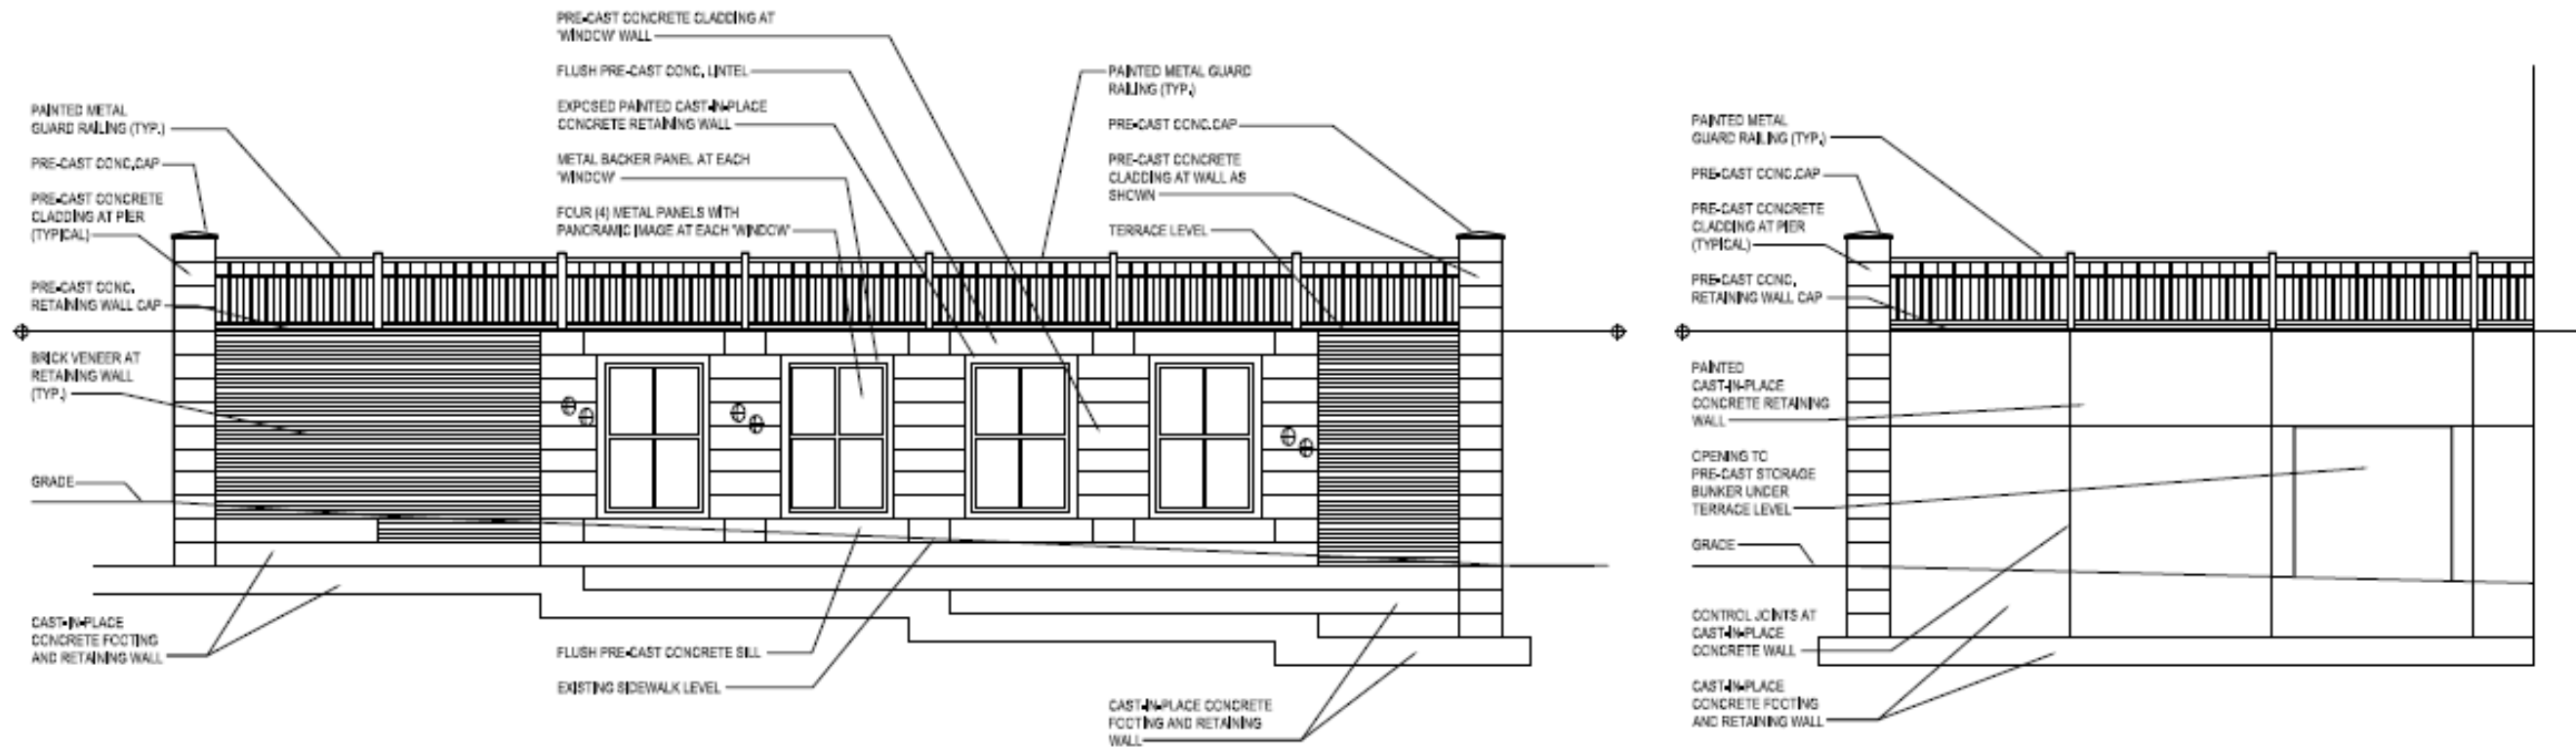 PAINTED METAL
GUARD RAILING (TYP.)
PRE-CAST CONC.CAP
PRE-CAST CONCRETE
CLADDING AT PIER
(TYPICAL)
PRE-CAST CONC.
RETAINING WALL CAP
BRICK VENEER AT
RETAINING WALL
(TYP.)
GRADE
CAST-IN-PLACE
CONCRETE FOOTING
AND RETAINING WALL
PRE-CAST CONCRETE CLADDING AT
'WINDOW' WALL
FLUSH PRE-CAST CONC. LINTEL
EXPOSED PAINTED CAST-IN-PLACE
CONCRETE RETAINING WALL
METAL BACKER PANEL AT EACH
'WINDOW'
FOUR (4) METAL PANELS WITH
PANORAMIC IMAGE AT EACH 'WINDOW'
FLUSH PRE-CAST CONCRETE SILL
EXISTING SIDEWALK LEVEL
PAINTED METAL GUARD
RAILING (TYP.)
PRE-CAST CONC.CAP
PRE-CAST CONCRETE
CLADDING AT WALL AS
SHOWN
TERRACE LEVEL
CAST-IN-PLACE CONCRETE
FOOTING AND RETAINING
WALL
PAINTED METAL
GUARD RAILING (TYP.)
PRE-CAST CONC.CAP
PRE-CAST CONCRETE
CLADDING AT PIER
(TYPICAL)
PRE-CAST CONC.
RETAINING WALL CAP
PAINTED
CAST-IN-PLACE
CONCRETE RETAINING
WALL
OPENING TO
PRE-CAST STORAGE
BUNKER UNDER
TERRACE LEVEL
GRADE
CONTROL JOINTS AT
CAST-IN-PLACE
CONCRETE WALL
CAST-IN-PLACE
CONCRETE FOOTING
AND RETAINING WALL